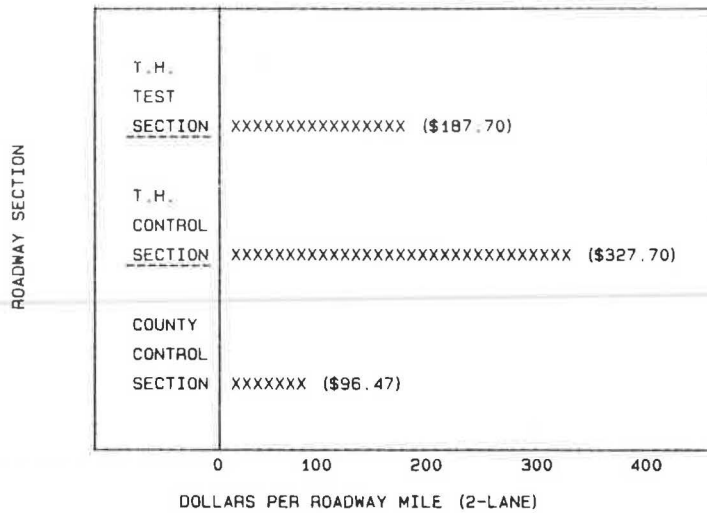 T.H.
TEST
SECTION XXXXXXXXXXXXXXXX ($187.70)
ROADWAY SECTION
T.H.
CONTROL
SECTION XXXXXXXXXXXXXXXXXXXXXXXXXXXXXXX ($327.70)
COUNTY
CONTROL
SECTION XXXXXXX ($96.47)
0 100 200 300 400
DOLLARS PER ROADWAY MILE (2-LANE)